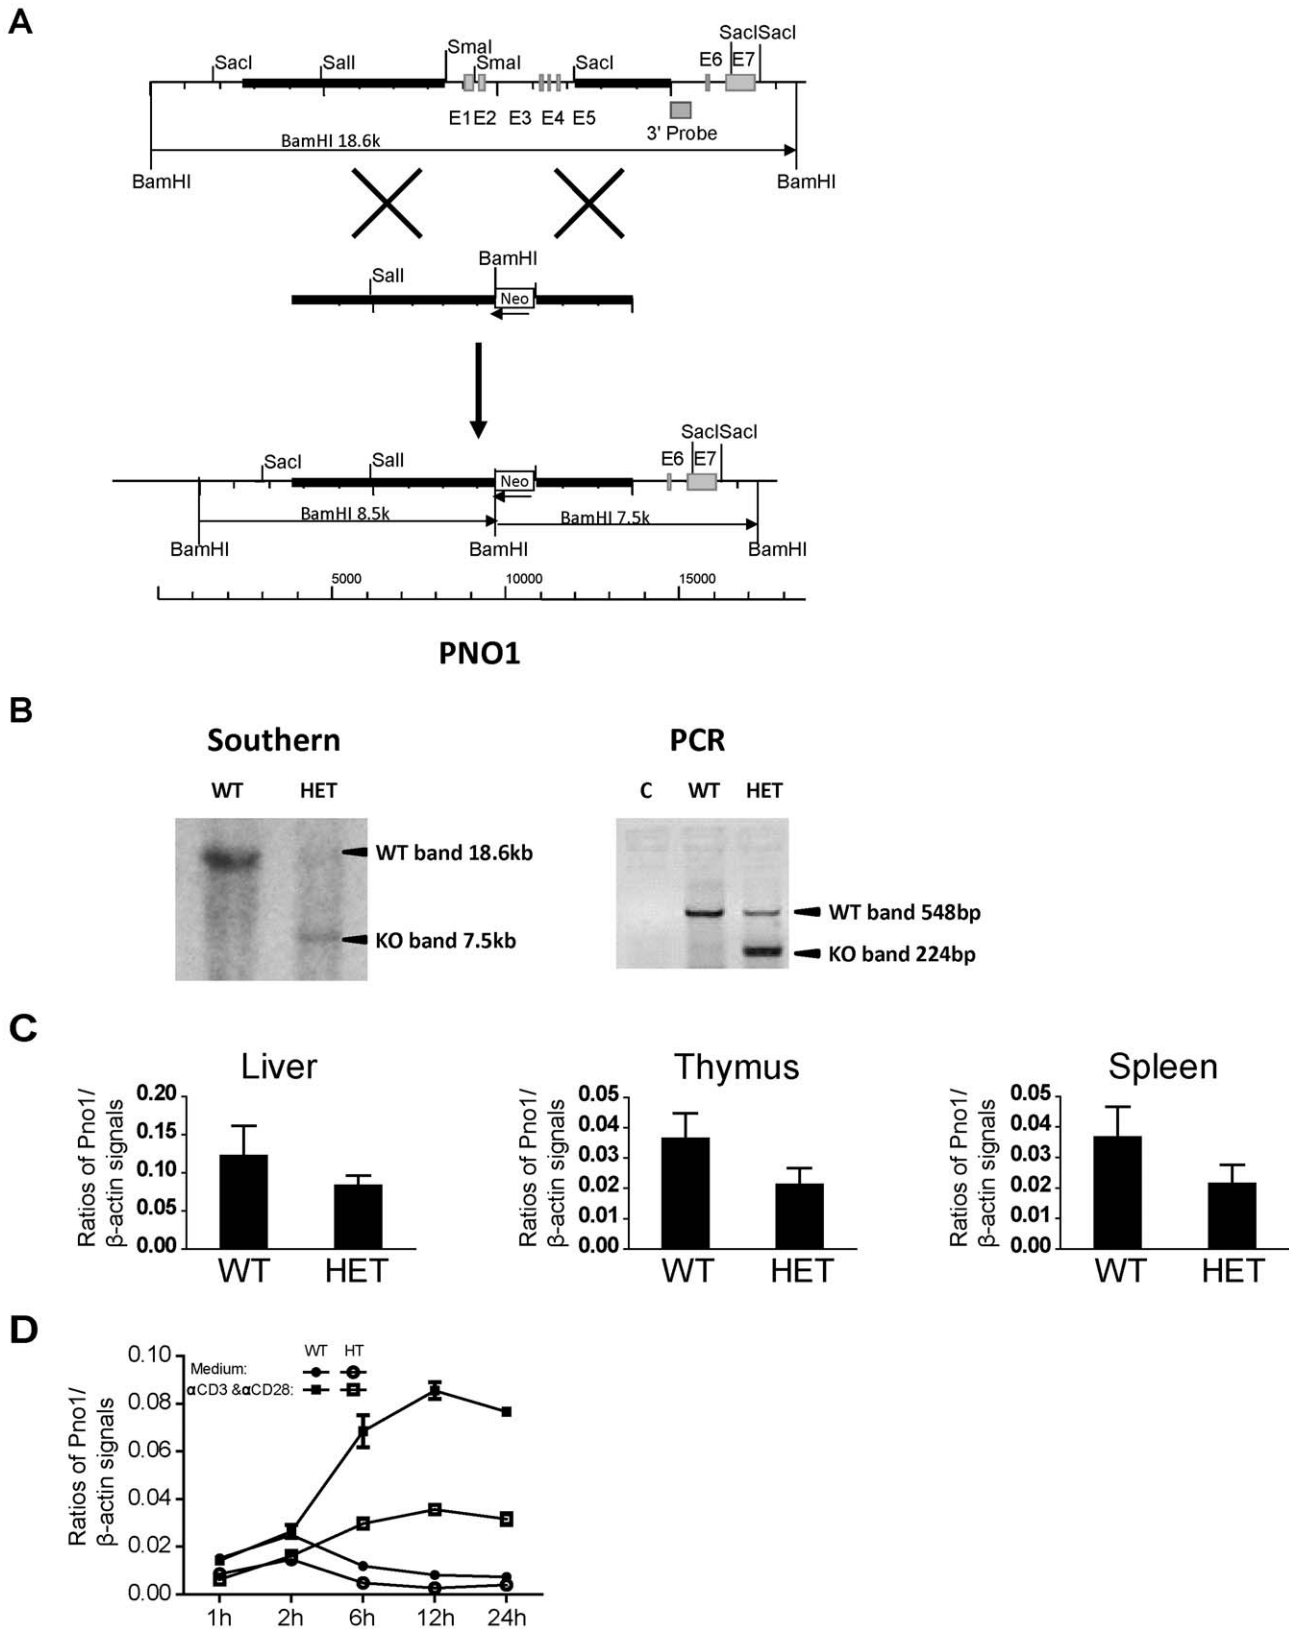 A
SacI SalI SmaI SmaI SacI SacISacI
E6 E7
E1E2 E3 E4 E5
3' Probe
BamHI 18.6k
BamHI BamHI
BamHI
SalI
Neo
SacISacI
SacI SalI E6 E7
Neo
BamHI 8.5k BamHI 7.5k
BamHI BamHI BamHI
5000 10000 15000
PNO1
B
Southern PCR
WT HET C WT HET
WT band 18.6kb
KO band 7.5kb
WT band 548bp
KO band 224bp
C
Liver
Ratios of Pno1/
β-actin signals
0.20
0.15
0.10
0.05
0.00
WT HET
Thymus
Ratios of Pno1/
β-actin signals
0.05
0.04
0.03
0.02
0.01
0.00
WT HET
Spleen
Ratios of Pno1/
β-actin signals
0.05
0.04
0.03
0.02
0.01
0.00
WT HET
D
Ratios of Pno1/
β-actin signals
0.10
0.08
0.06
0.04
0.02
0.00
WT HT
Medium:
αCD3 &αCD28:
1h 2h 6h 12h 24h